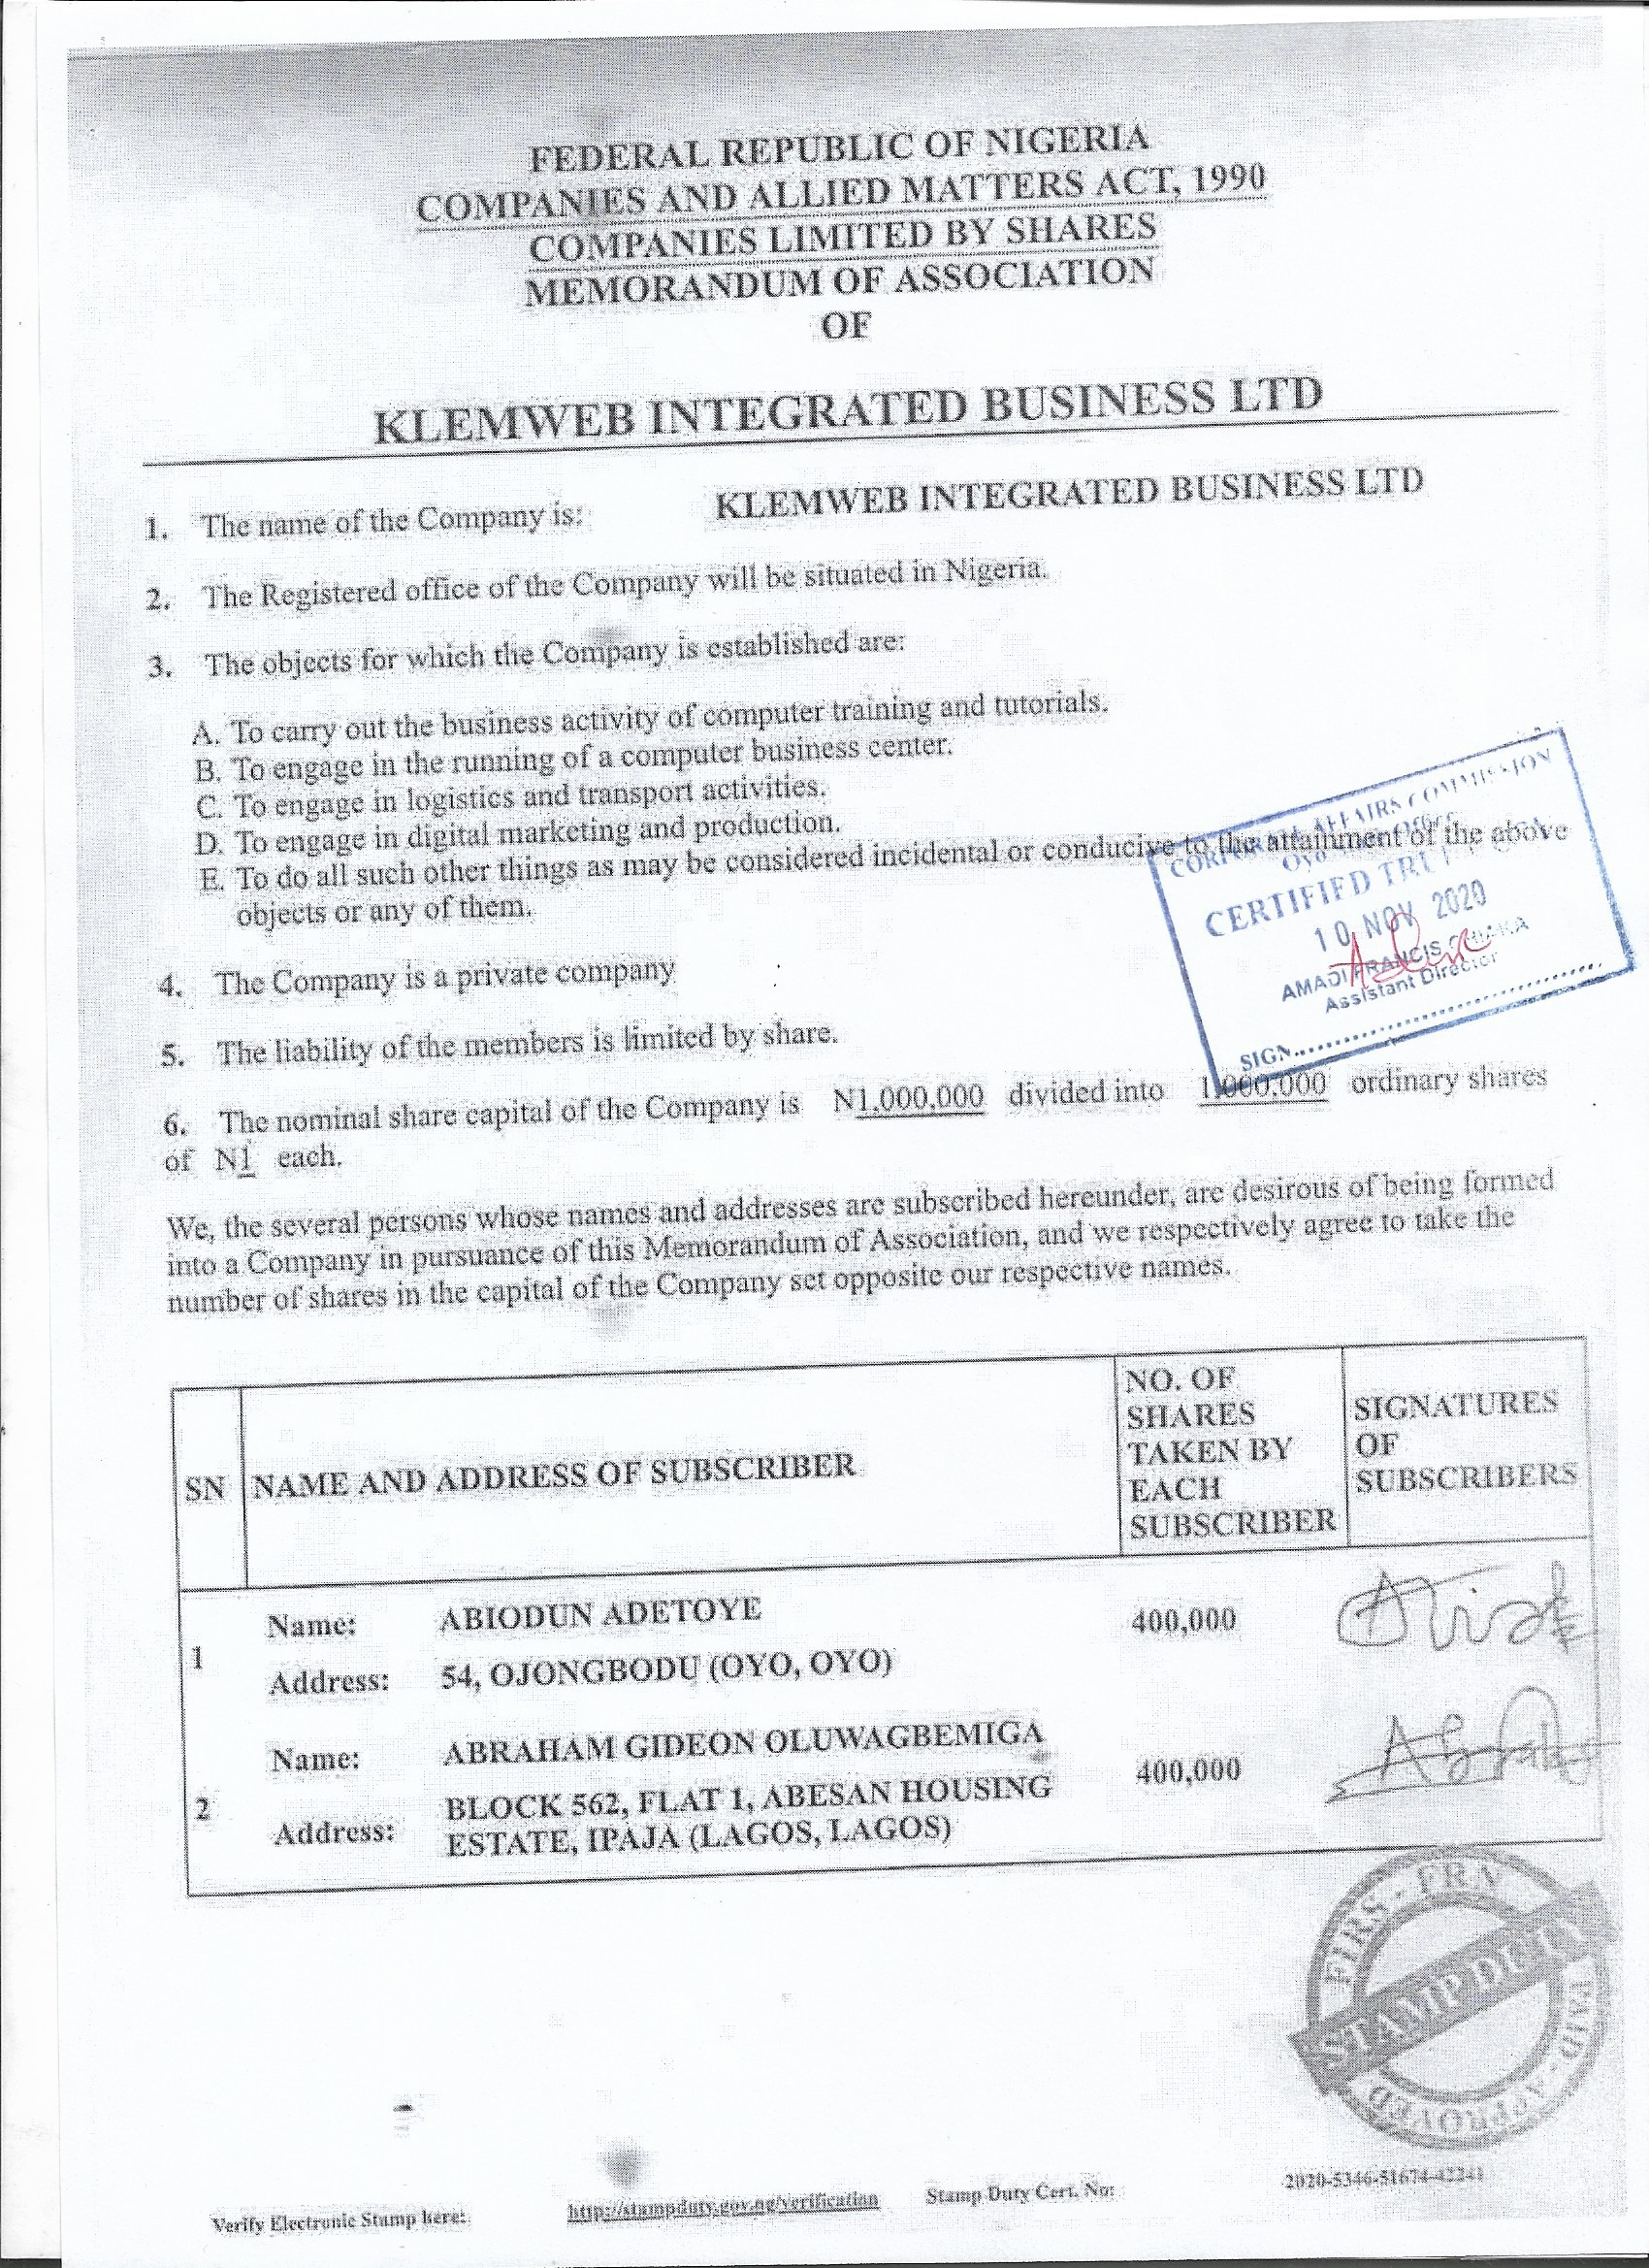 FEDERAL REPUBLIC OF NIGERIA
COMPANIES AND ALLIED MATTERS ACT, 1990
COMPANIES LIMITED BY SHARES
MEMORANDUM OF ASSOCIATION
OF
KLEMWEB INTEGRATED BUSINESS LTD
1. The name of the Company is: KLEMWEB INTEGRATED BUSINESS LTD
2. The Registered office of the Company will be situated in Nigeria.
3. The objects for which the Company is established are:
A. To carry out the business activity of computer training and tutorials.
B. To engage in the running of a computer business center.
C. To engage in logistics and transport activities.
D. To engage in digital marketing and production.
E. To do all such other things as may be considered incidental or conducive to the attainment of the above
objects or any of them.
CORPORATE AFFAIRS COMMISSION
CERTIFIED TRUE
10 NOV 2020
AMADI FRANCIS CHIAKA
Assistant Director
SIGN
4. The Company is a private company
5. The liability of the members is limited by share.
6. The nominal share capital of the Company is N1,000,000 divided into 1,000,000 ordinary shares
of N1 each.
We, the several persons whose names and addresses are subscribed hereunder, are desirous of being formed
into a Company in pursuance of this Memorandum of Association, and we respectively agree to take the
number of shares in the capital of the Company set opposite our respective names.
SN NAME AND ADDRESS OF SUBSCRIBER
NO. OF
SHARES
TAKEN BY
EACH
SUBSCRIBER
SIGNATURES
OF
SUBSCRIBERS
1
Name: ABIODUN ADETOYE 400,000
Address: 54, OJONGBODU (OYO, OYO)
2
Name: ABRAHAM GIDEON OLUWAGBEMIGA 400,000
Address: BLOCK 562, FLAT 1, ABESAN HOUSING
ESTATE, IPAJA (LAGOS, LAGOS)
FIRS - FRN
STAMP DUTY
PAID - APPROVED
Verify Electronic Stamp here: http://stampduty.gov.ng/verification Stamp Duty Cert. No: 2020-5346-51674-42241